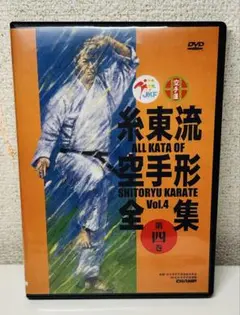 DVD
JKF
糸東流
ALL KATA OF
空手形
SHITORYU KARATE
Vol.4
全集
第四巻
CHAMP